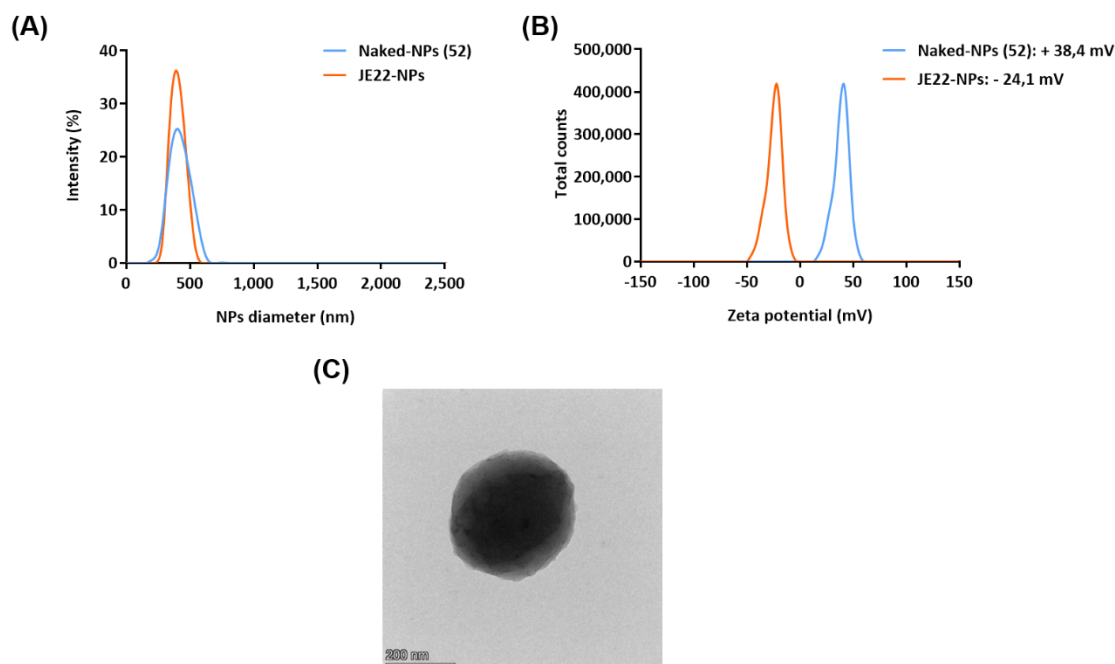 (A)
Naked-NPs (52)
JE22-NPs
40
30
20
10
0
Intensity (%)
0 500 1,000 1,500 2,000 2,500
NPs diameter (nm)
(B)
Naked-NPs (52): + 38,4 mV
JE22-NPs: - 24,1 mV
500,000
400,000
300,000
200,000
100,000
0
Total counts
-150 -100 -50 0 50 100 150
Zeta potential (mV)
(C)
200 nm